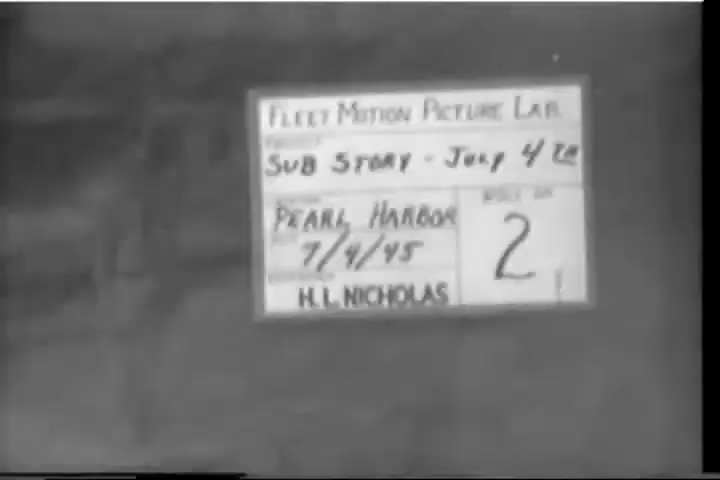 FLEET MOTION PICTURE LAB.
SUB STORY - JULY 4TH
PEARL HARBOR
7/4/45
2
H. L. NICHOLAS